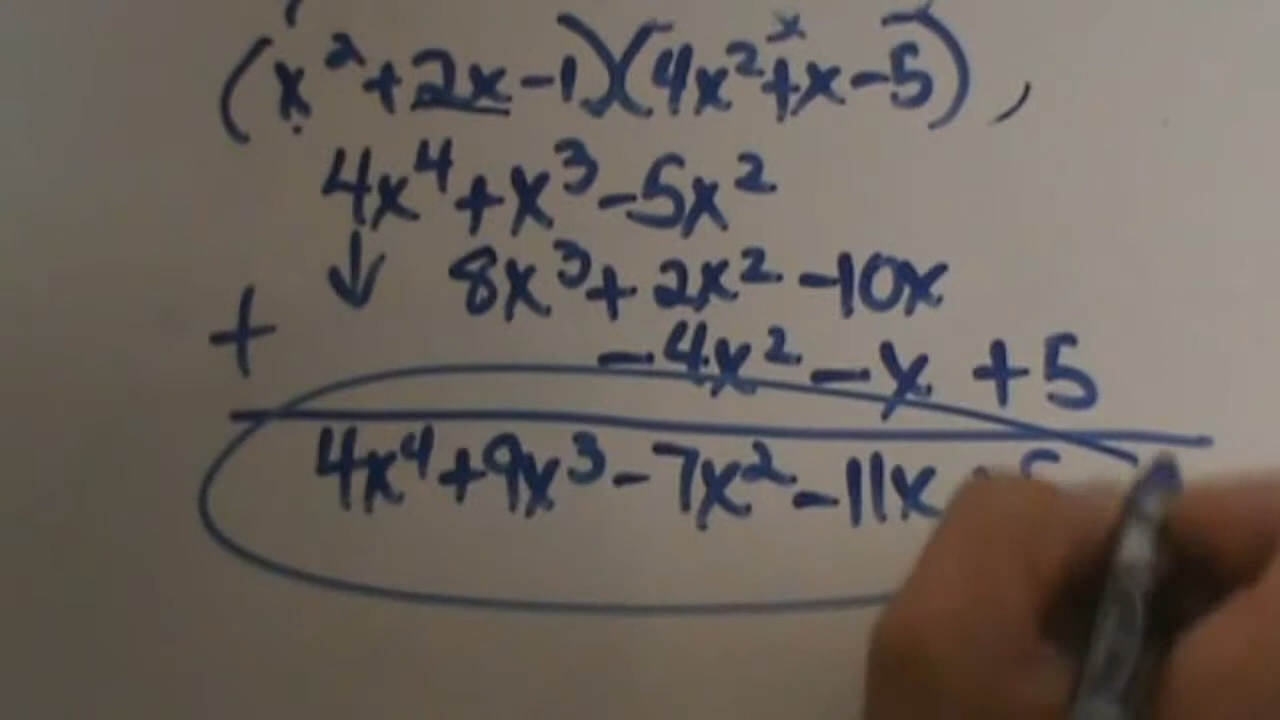 (x² + 2x - 1)(4x² + x - 5)
4x⁴ + x³ - 5x²
8x³ + 2x² - 10x
+ - 4x² - x + 5
4x⁴ + 9x³ - 7x² - 11x